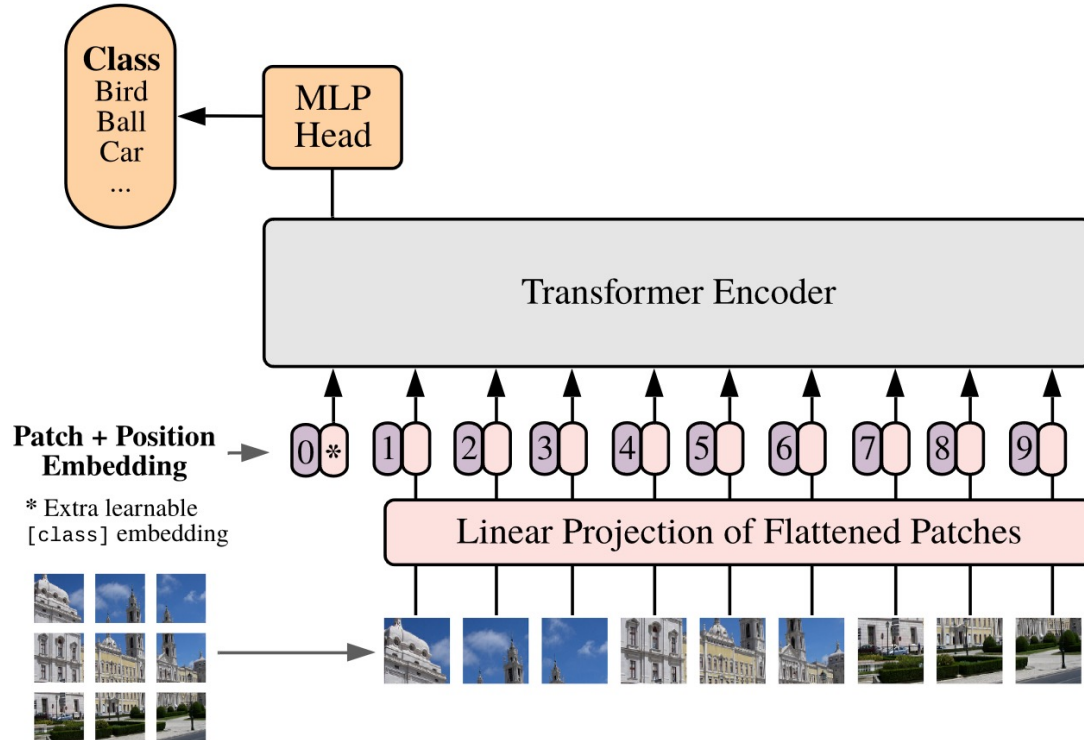 Class
Bird
Ball
Car
...
MLP
Head
Transformer Encoder
Patch + Position
Embedding
0 * 1 2 3 4 5 6 7 8 9
* Extra learnable
[class] embedding
Linear Projection of Flattened Patches